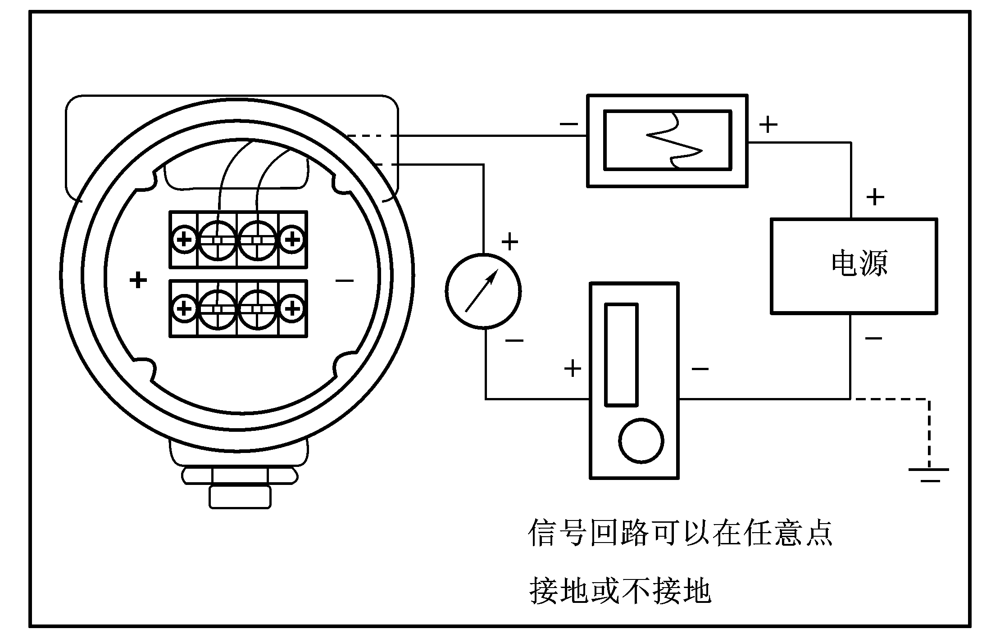 − +
+
+
电源
+ −
− −
+ −
信号回路可以在任意点
接地或不接地